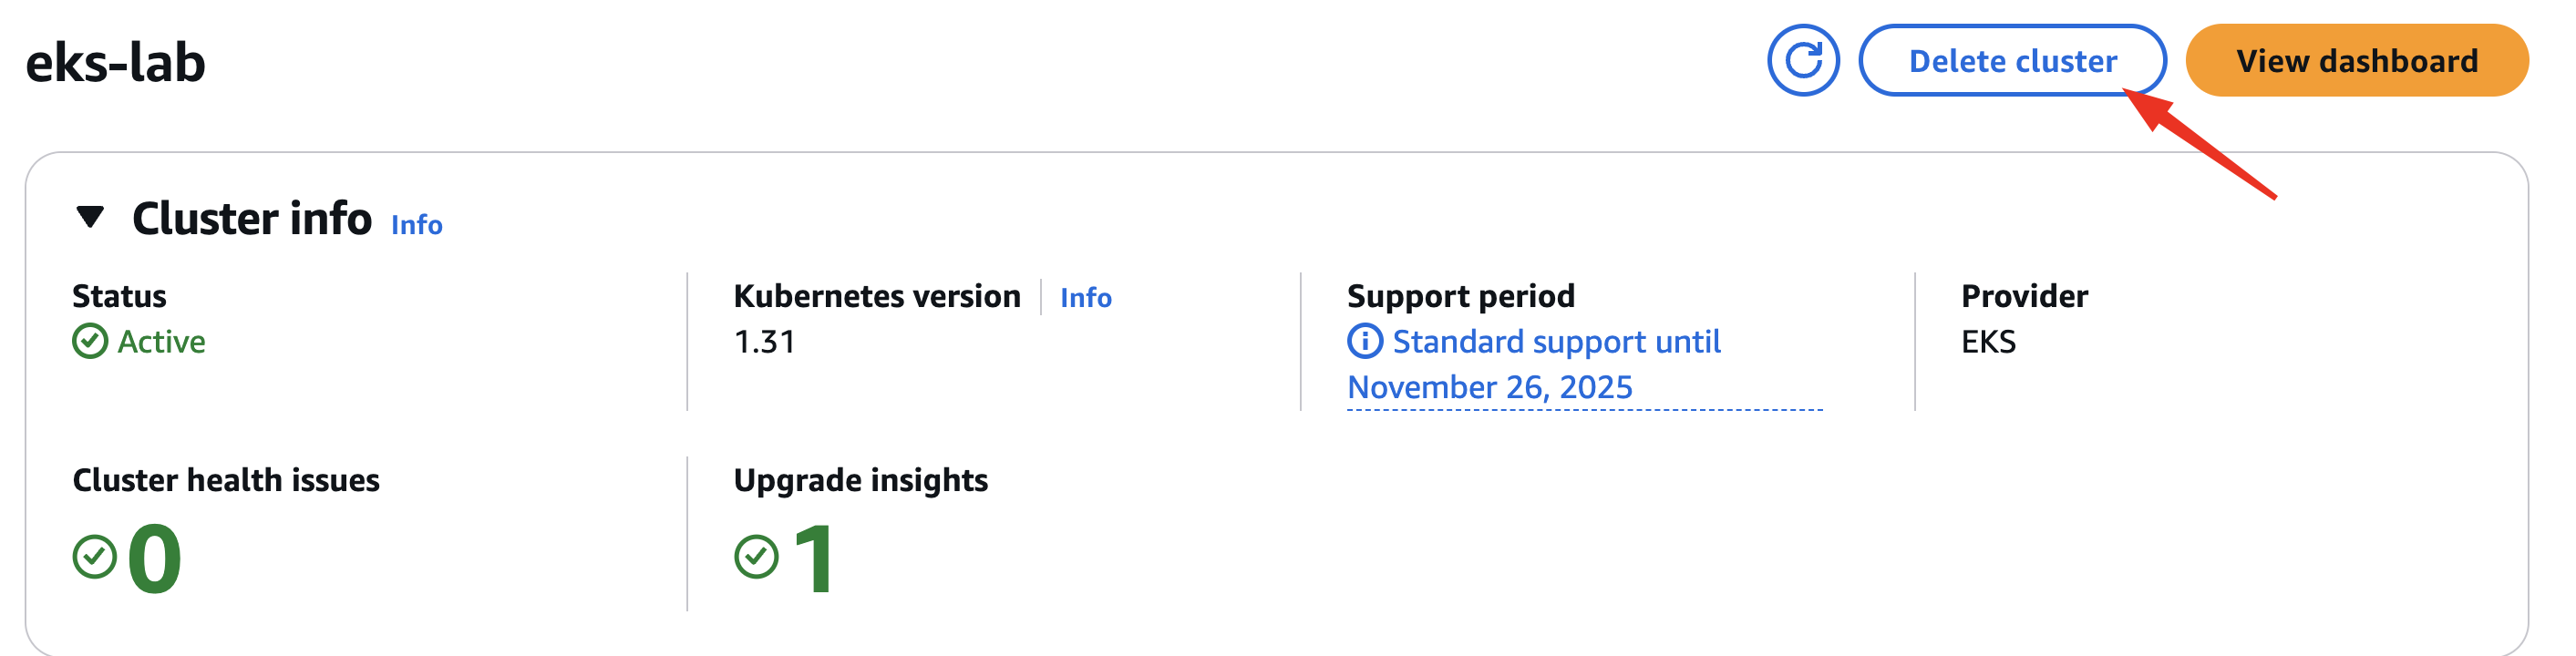 eks-lab
Delete cluster
View dashboard
Cluster info Info
Status
Active
Kubernetes version Info
1.31
Support period
Standard support until
November 26, 2025
Provider
EKS
Cluster health issues
0
Upgrade insights
1